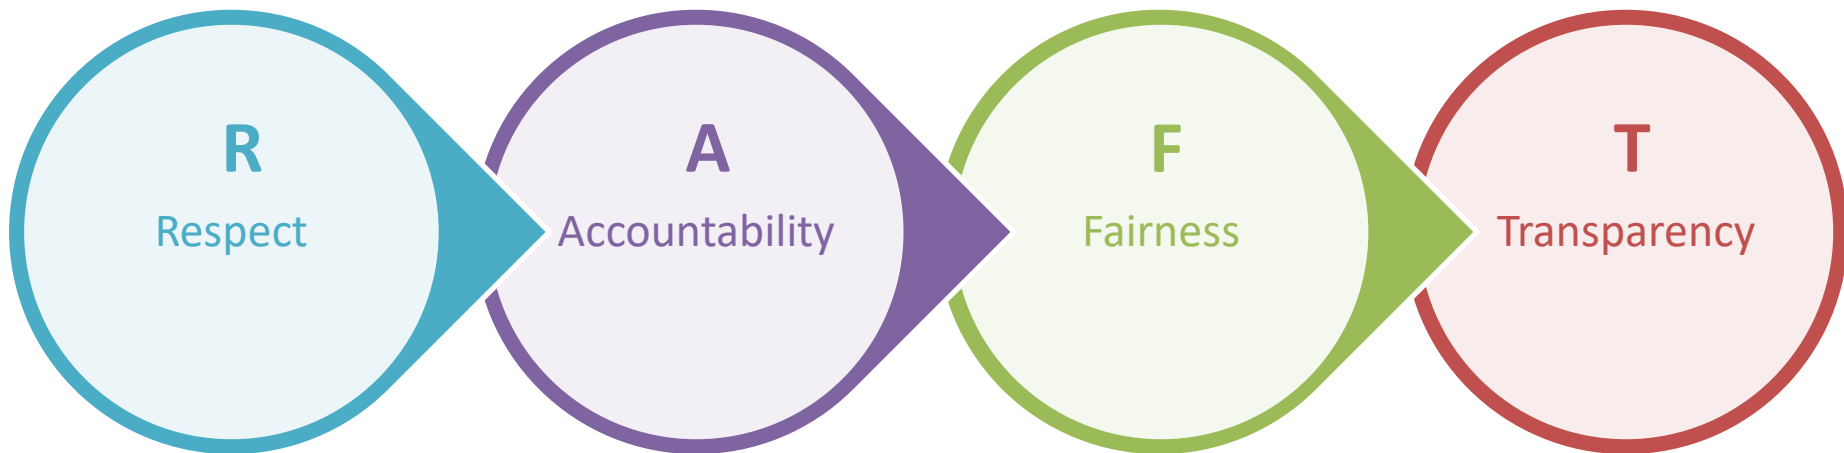 R
Respect
A
Accountability
F
Fairness
T
Transparency